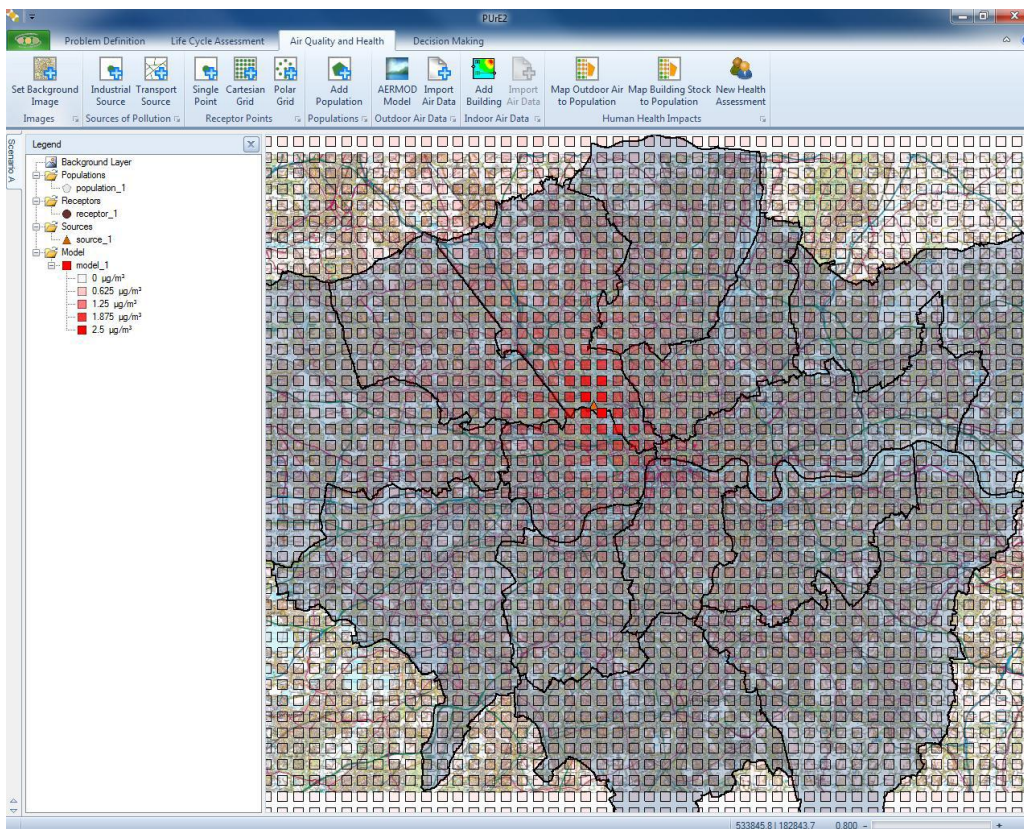 PUrE2
Problem Definition Life Cycle Assessment Air Quality and Health Decision Making
Set Background Image
Industrial Source
Transport Source
Single Point
Cartesian Grid
Polar Grid
Add Population
AERMOD Model
Import Air Data
Add Building
Import Air Data
Map Outdoor Air to Population
Map Building Stock to Population
New Health Assessment
Images Sources of Pollution Receptor Points Populations Outdoor Air Data Indoor Air Data Human Health Impacts
Scenario A
Legend
Background Layer
Populations
population_1
Receptors
receptor_1
Sources
source_1
Model
model_1
0 µg/m³
0.625 µg/m³
1.25 µg/m³
1.875 µg/m³
2.5 µg/m³
533845.8 | 182843.7 0.800 - +